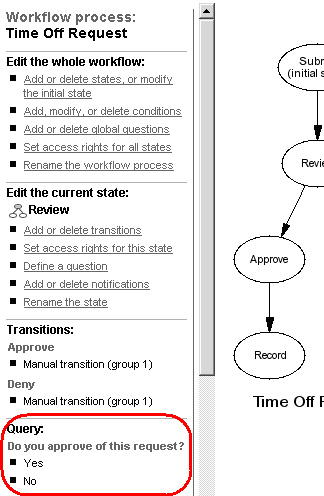 Workflow process:
Time Off Request
Edit the whole workflow:
Add or delete states, or modify
the initial state
Add, modify, or delete conditions
Add or delete global questions
Set access rights for all states
Rename the workflow process
Edit the current state:
Review
Add or delete transitions
Set access rights for this state
Define a question
Add or delete notifications
Rename the state
Transitions:
Approve
Manual transition (group 1)
Deny
Manual transition (group 1)
Query:
Do you approve of this request?
Yes
No
Subm
(initial s
Revie
Approve
Record
Time Off R